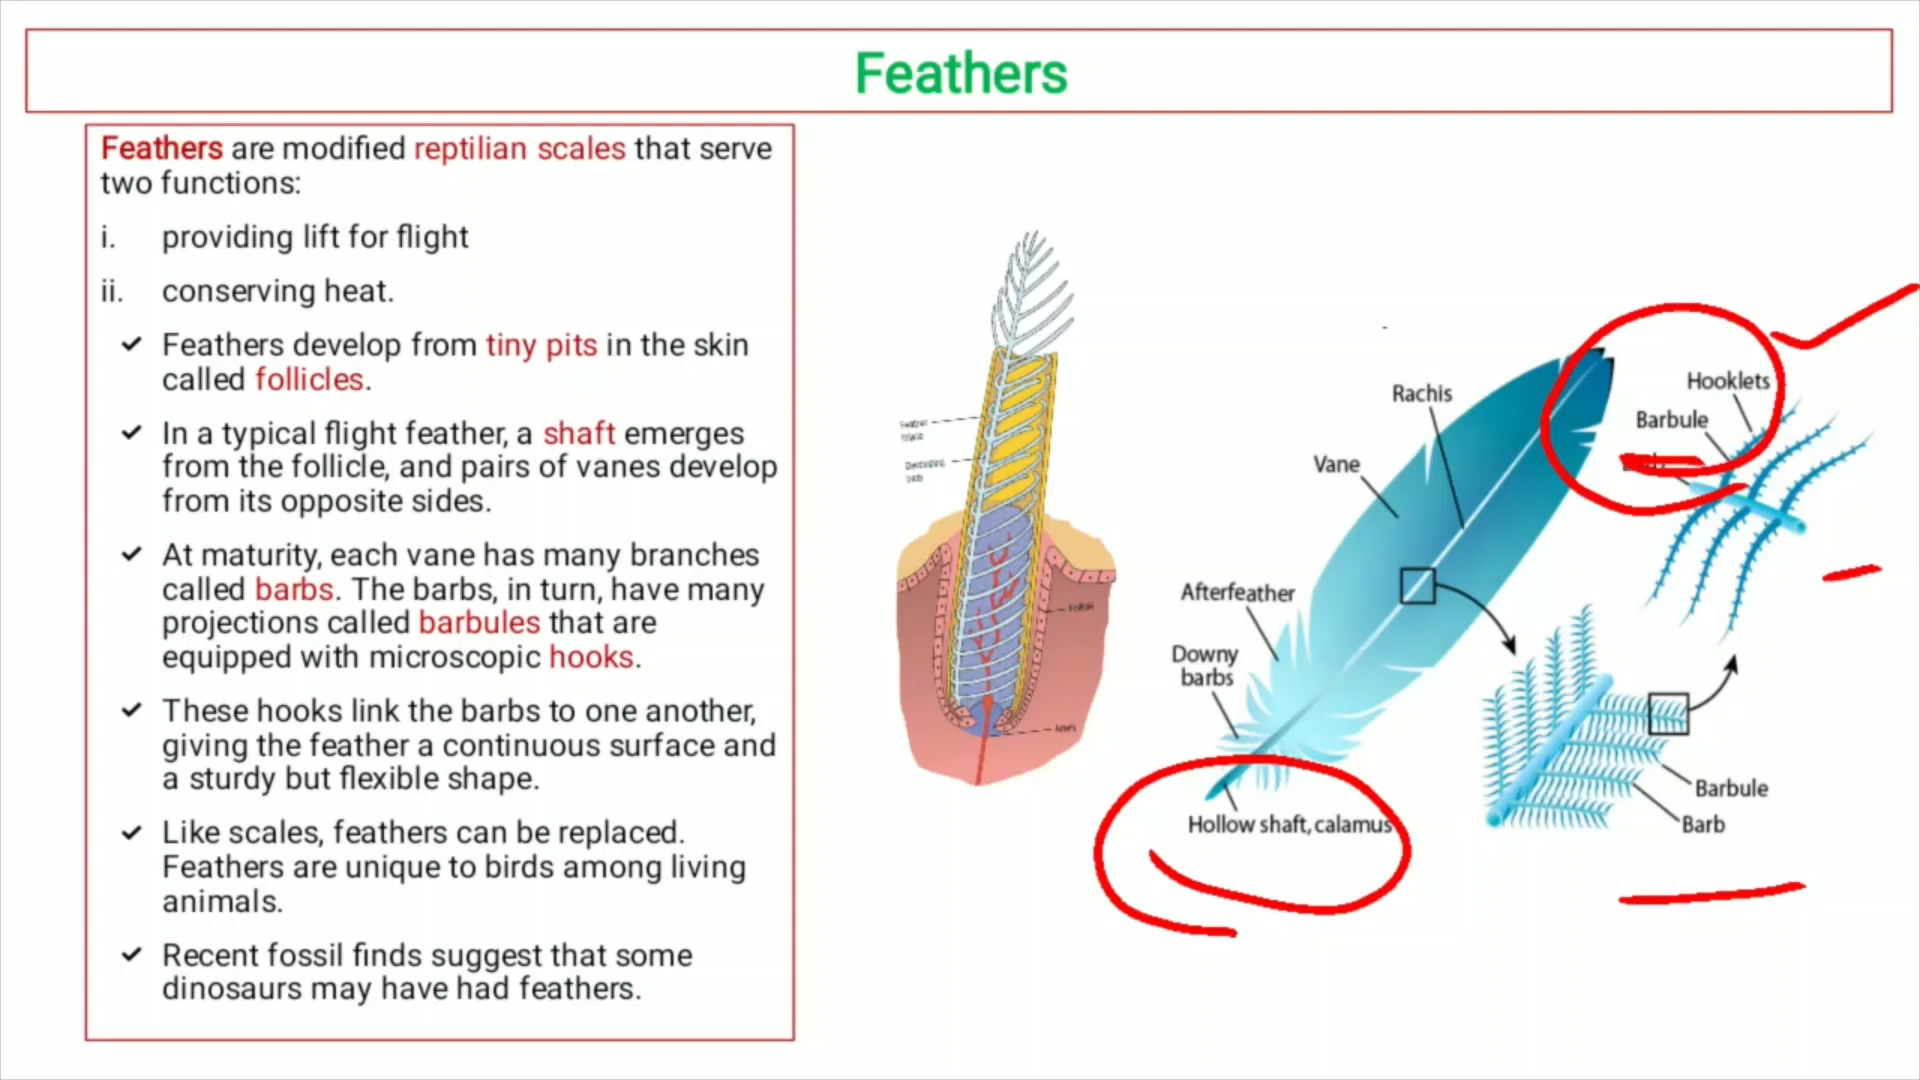 Feathers
Feathers are modified reptilian scales that serve
two functions:
i. providing lift for flight
ii. conserving heat.
✓ Feathers develop from tiny pits in the skin
called follicles.
✓ In a typical flight feather, a shaft emerges
from the follicle, and pairs of vanes develop
from its opposite sides.
✓ At maturity, each vane has many branches
called barbs. The barbs, in turn, have many
projections called barbules that are
equipped with microscopic hooks.
✓ These hooks link the barbs to one another,
giving the feather a continuous surface and
a sturdy but flexible shape.
✓ Like scales, feathers can be replaced.
Feathers are unique to birds among living
animals.
✓ Recent fossil finds suggest that some
dinosaurs may have had feathers.
Hooklets
Rachis
Barbule
Vane
Afterfeather
Downy
barbs
Barbule
Hollow shaft, calamus
Barb